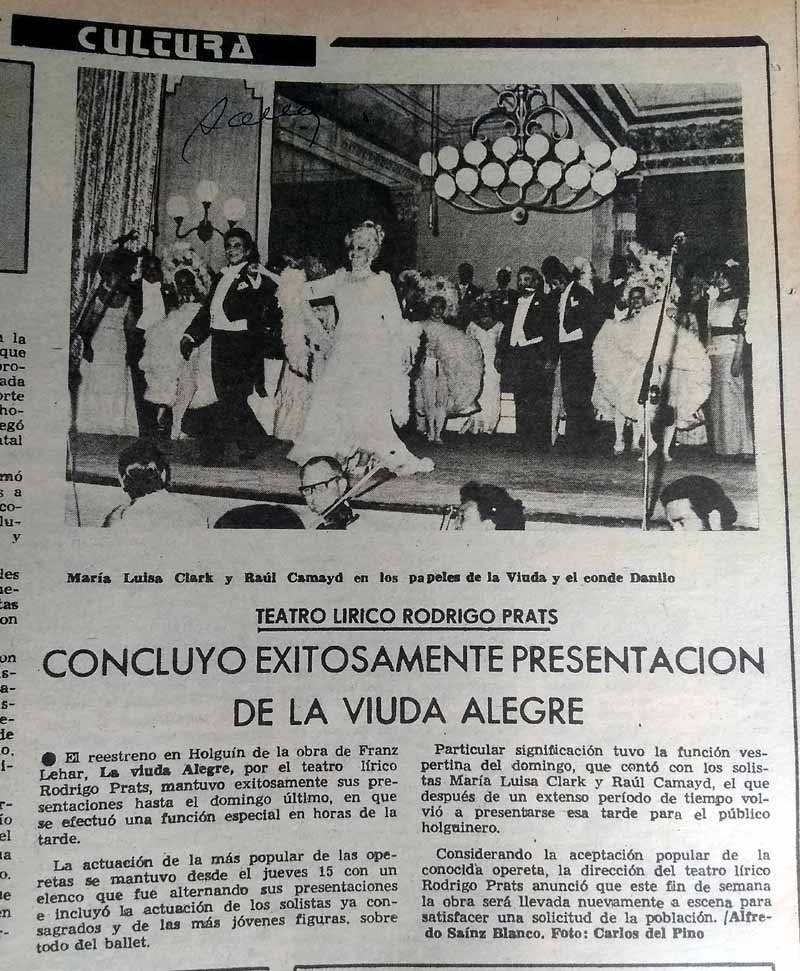 CULTURA
María Luisa Clark y Raúl Camayd en los papeles de la Viuda y el conde Danilo
TEATRO LIRICO RODRIGO PRATS
CONCLUYO EXITOSAMENTE PRESENTACION
DE LA VIUDA ALEGRE
● El reestreno en Holguín de la obra de Franz
Lehar, La viuda Alegre, por el teatro lírico
Rodrigo Prats, mantuvo exitosamente sus pre-
sentaciones hasta el domingo último, en que
se efectuó una función especial en horas de la
tarde.
La actuación de la más popular de las ope-
retas se mantuvo desde el jueves 15 con un
elenco que fue alternando sus presentaciones
e incluyó la actuación de los solistas ya con-
sagrados y de las más jóvenes figuras, sobre
todo del ballet.
Particular significación tuvo la función ves-
pertina del domingo, que contó con los solis-
tas María Luisa Clark y Raúl Camayd, el que
después de un extenso período de tiempo vol-
vió a presentarse esa tarde para el público
holguinero.
Considerando la aceptación popular de la
conocida opereta, la dirección del teatro lírico
Rodrigo Prats anunció que este fin de semana
la obra será llevada nuevamente a escena para
satisfacer una solicitud de la población. /Alfre-
do Saínz Blanco. Foto: Carlos del Pino